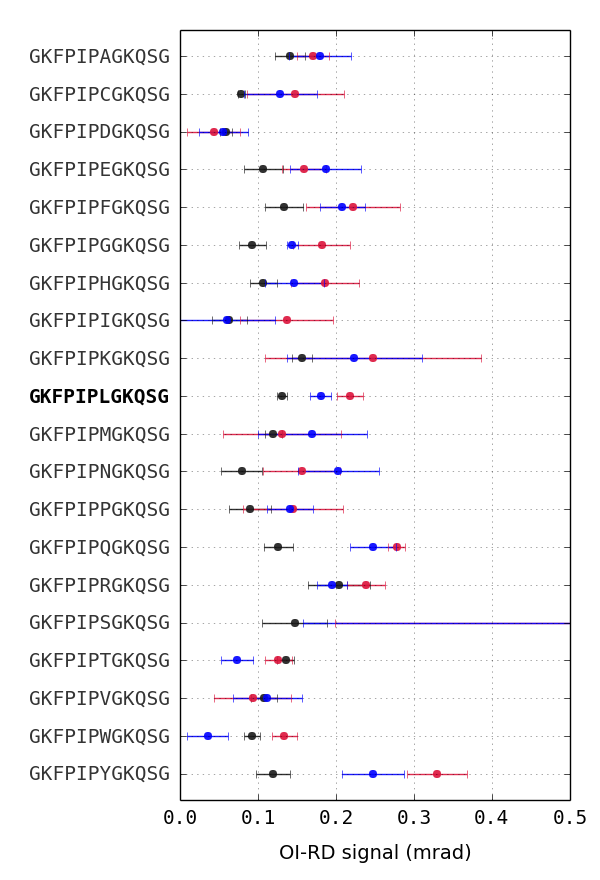 GKFPIPAGKQSG
GKFPIPCGKQSG
GKFPIPDGKQSG
GKFPIPEGKQSG
GKFPIPFGKQSG
GKFPIPGGKQSG
GKFPIPHGKQSG
GKFPIPIGKQSG
GKFPIPKGKQSG
GKFPIPLGKQSG
GKFPIPMGKQSG
GKFPIPNGKQSG
GKFPIPPGKQSG
GKFPIPQGKQSG
GKFPIPRGKQSG
GKFPIPSGKQSG
GKFPIPTGKQSG
GKFPIPVGKQSG
GKFPIPWGKQSG
GKFPIPYGKQSG
0.0 0.1 0.2 0.3 0.4 0.5
OI-RD signal (mrad)